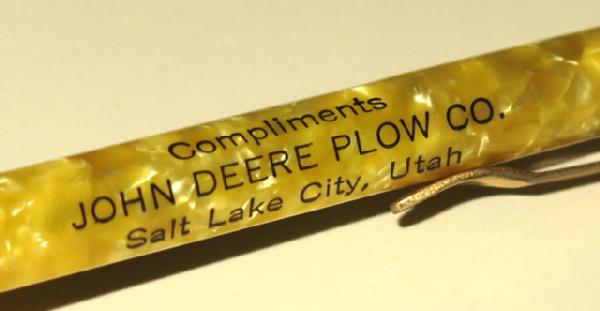 Compliments
JOHN DEERE PLOW CO.
Salt Lake City, Utah